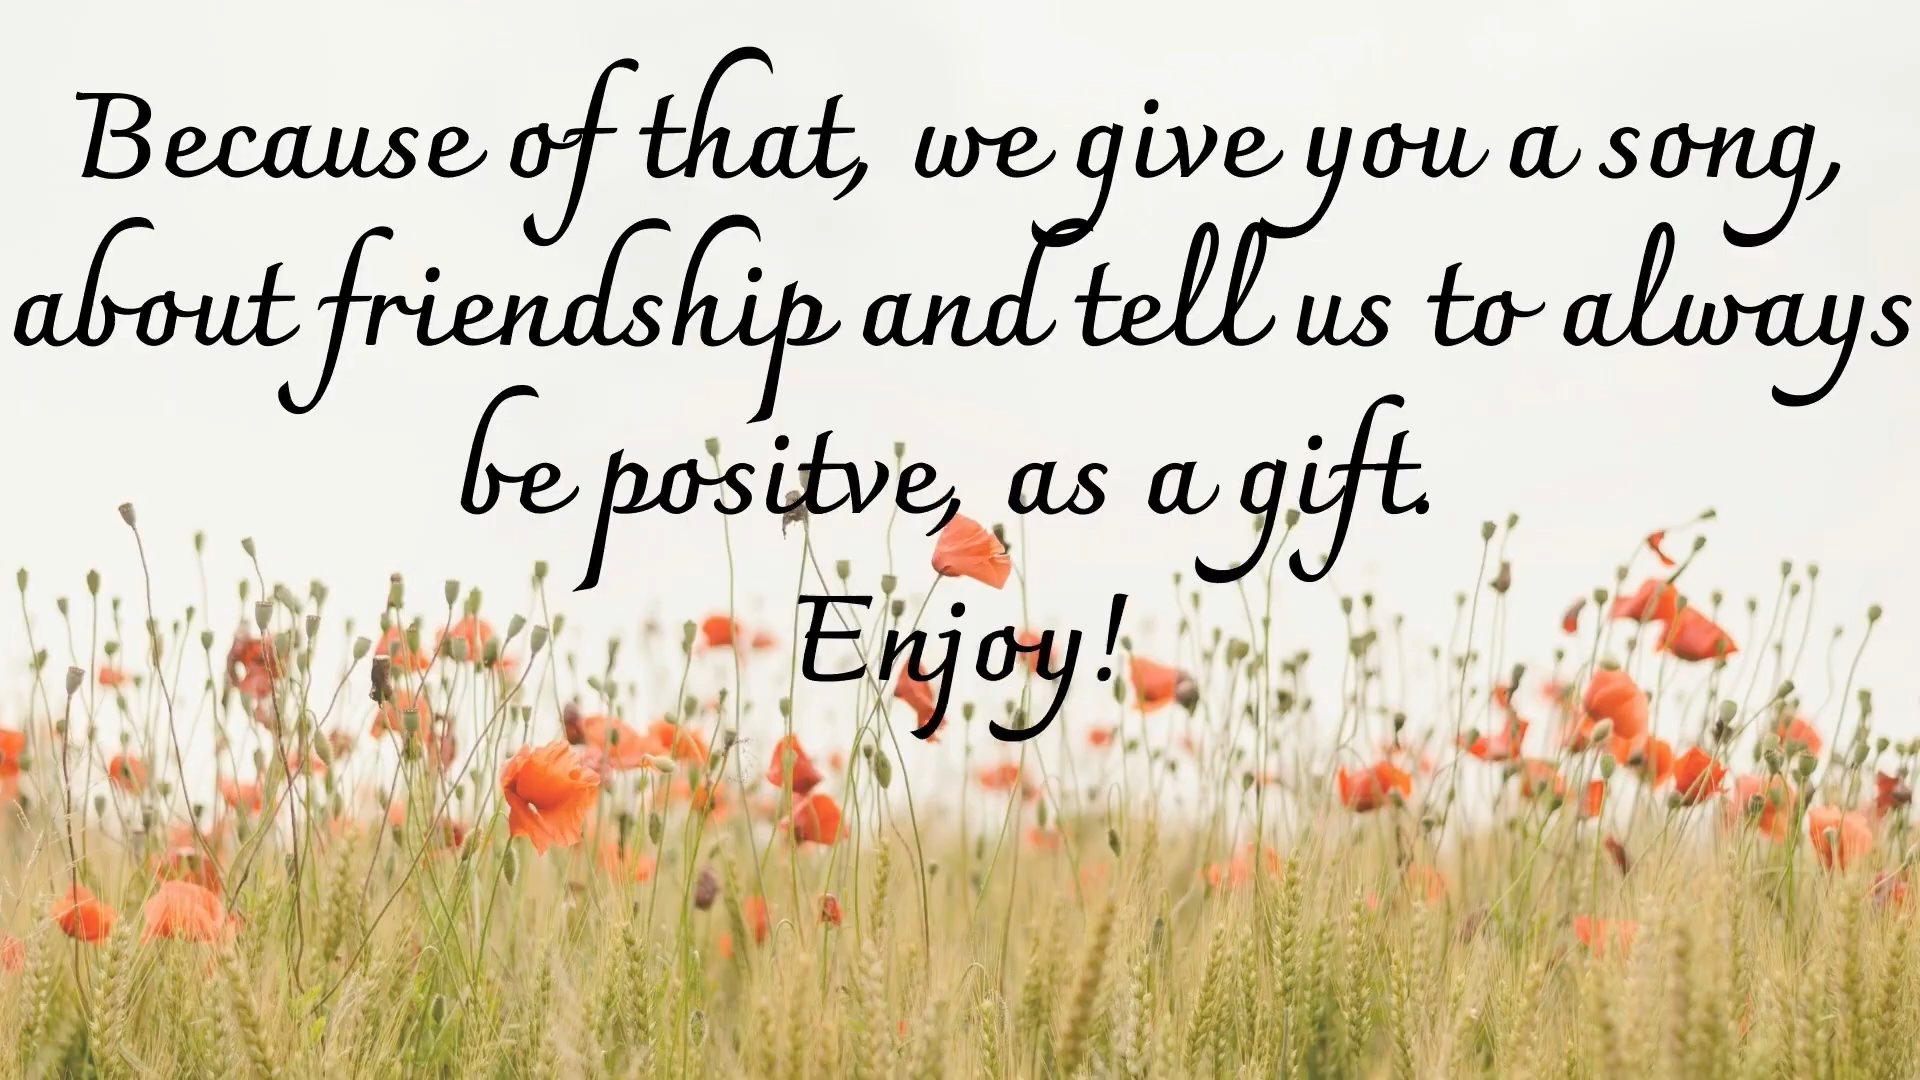 Because of that, we give you a song,
about friendship and tell us to always
be positve, as a gift.
Enjoy!